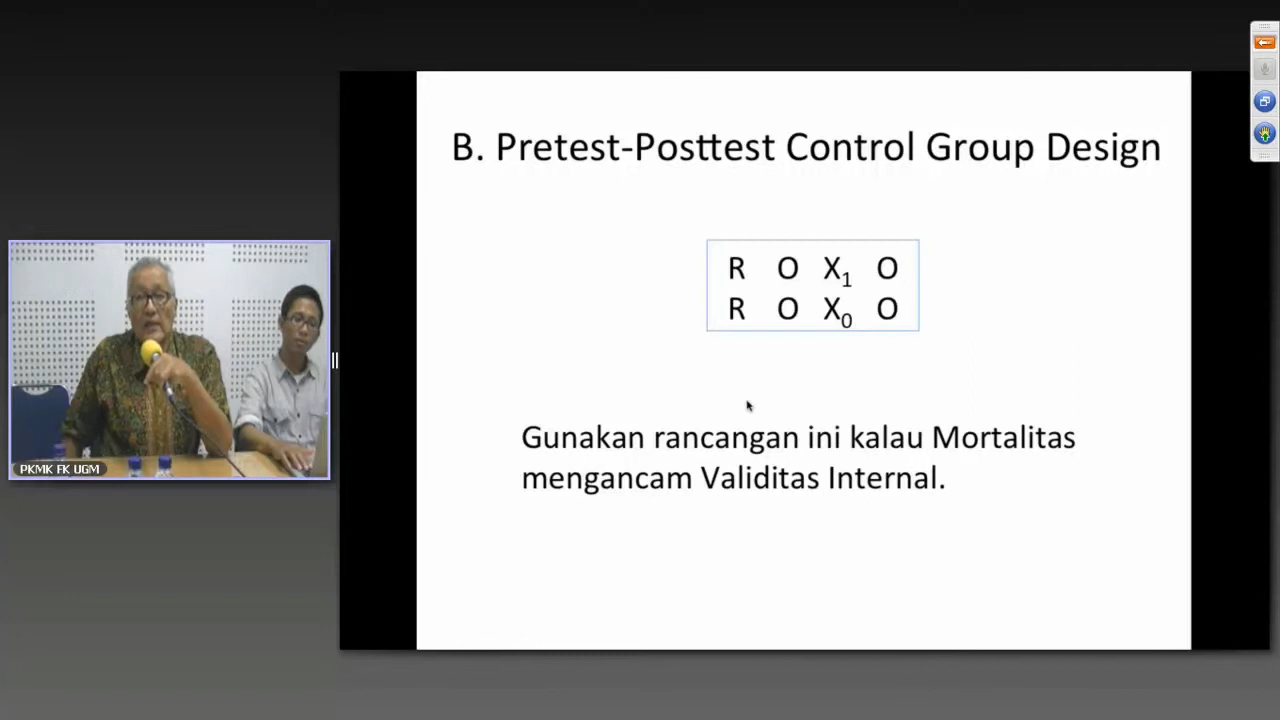 B. Pretest-Posttest Control Group Design
R O X₁ O
R O X₀ O
Gunakan rancangan ini kalau Mortalitas
mengancam Validitas Internal.
PKMK FK UGM